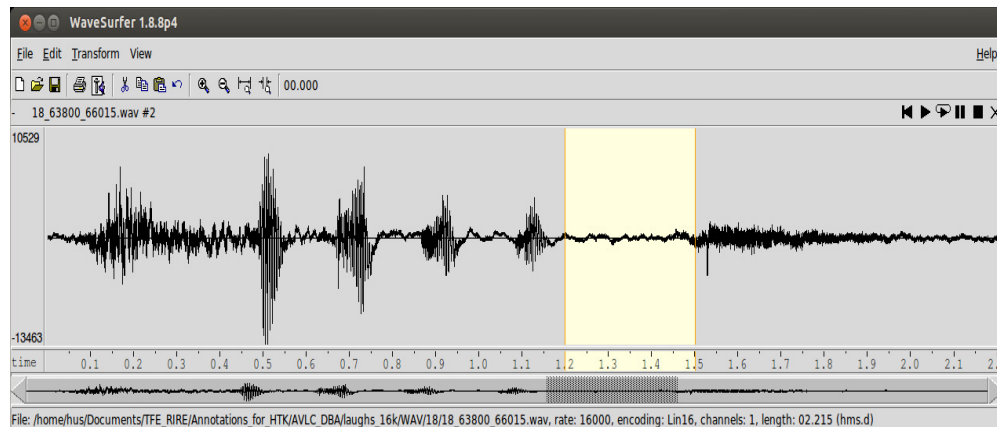 WaveSurfer 1.8.8p4
File Edit Transform View Help
00.000
- 18_63800_66015.wav #2
10529
-13463
time 0.1 0.2 0.3 0.4 0.5 0.6 0.7 0.8 0.9 1.0 1.1 1.2 1.3 1.4 1.5 1.6 1.7 1.8 1.9 2.0 2.1 2.
File: /home/hus/Documents/TFE_RIRE/Annotations_for_HTK/AVLC_DBA/laughs_16k/WAV/18/18_63800_66015.wav, rate: 16000, encoding: Lin16, channels: 1, length: 02.215 (hms.d)